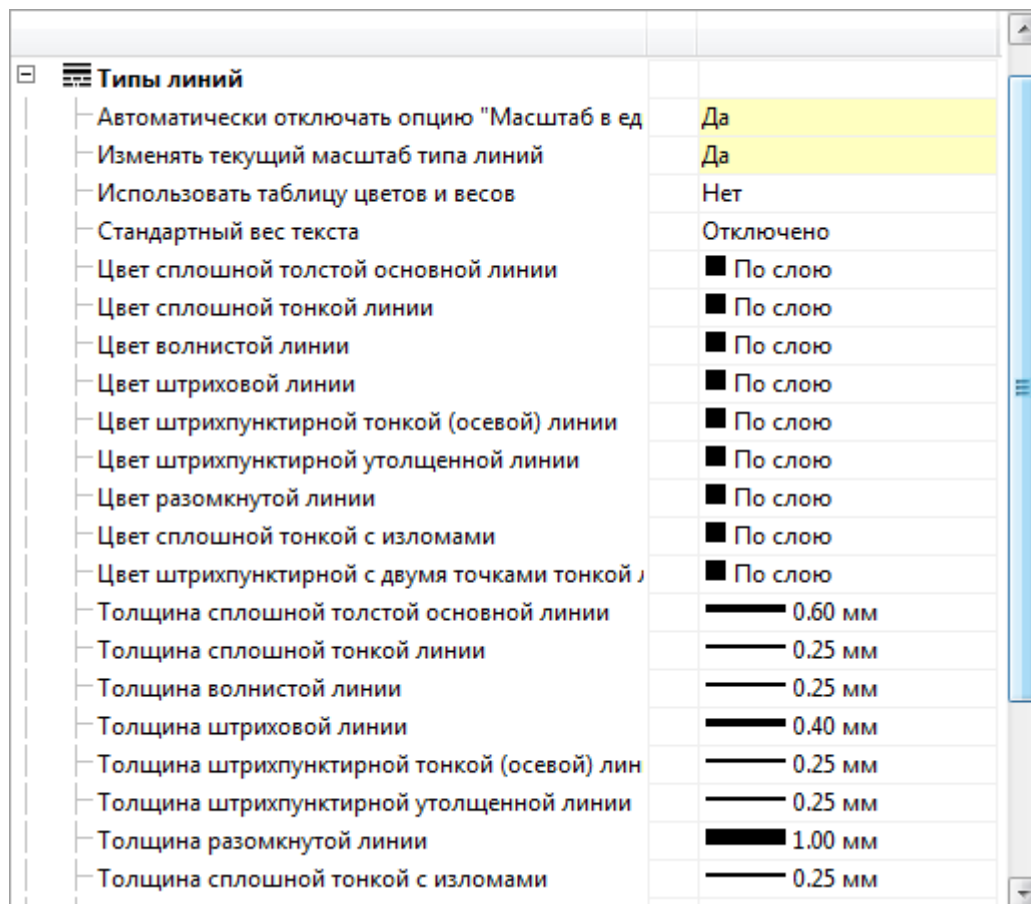 Типы линий
Автоматически отключать опцию "Масштаб в ед Да
Изменять текущий масштаб типа линий Да
Использовать таблицу цветов и весов Нет
Стандартный вес текста Отключено
Цвет сплошной толстой основной линии По слою
Цвет сплошной тонкой линии По слою
Цвет волнистой линии По слою
Цвет штриховой линии По слою
Цвет штрихпунктирной тонкой (осевой) линии По слою
Цвет штрихпунктирной утолщенной линии По слою
Цвет разомкнутой линии По слою
Цвет сплошной тонкой с изломами По слою
Цвет штрихпунктирной с двумя точками тонкой По слою
Толщина сплошной толстой основной линии 0.60 мм
Толщина сплошной тонкой линии 0.25 мм
Толщина волнистой линии 0.25 мм
Толщина штриховой линии 0.40 мм
Толщина штрихпунктирной тонкой (осевой) лин 0.25 мм
Толщина штрихпунктирной утолщенной линии 0.25 мм
Толщина разомкнутой линии 1.00 мм
Толщина сплошной тонкой с изломами 0.25 мм